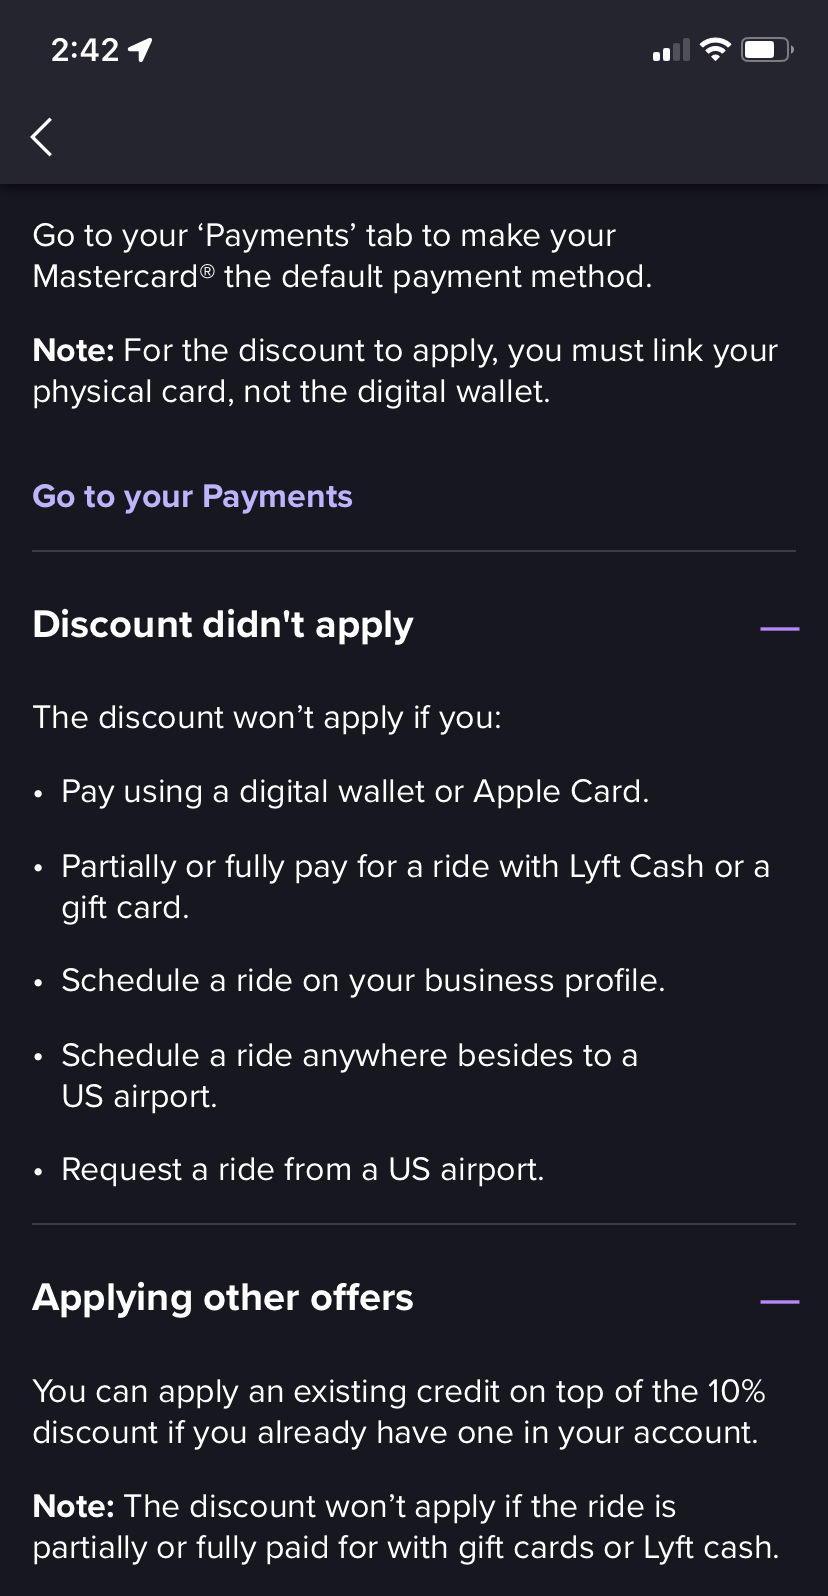 2:42
Go to your ‘Payments’ tab to make your
Mastercard® the default payment method.
Note: For the discount to apply, you must link your
physical card, not the digital wallet.
Go to your Payments
Discount didn't apply
The discount won’t apply if you:
• Pay using a digital wallet or Apple Card.
• Partially or fully pay for a ride with Lyft Cash or a
gift card.
• Schedule a ride on your business profile.
• Schedule a ride anywhere besides to a
US airport.
• Request a ride from a US airport.
Applying other offers
You can apply an existing credit on top of the 10%
discount if you already have one in your account.
Note: The discount won’t apply if the ride is
partially or fully paid for with gift cards or Lyft cash.